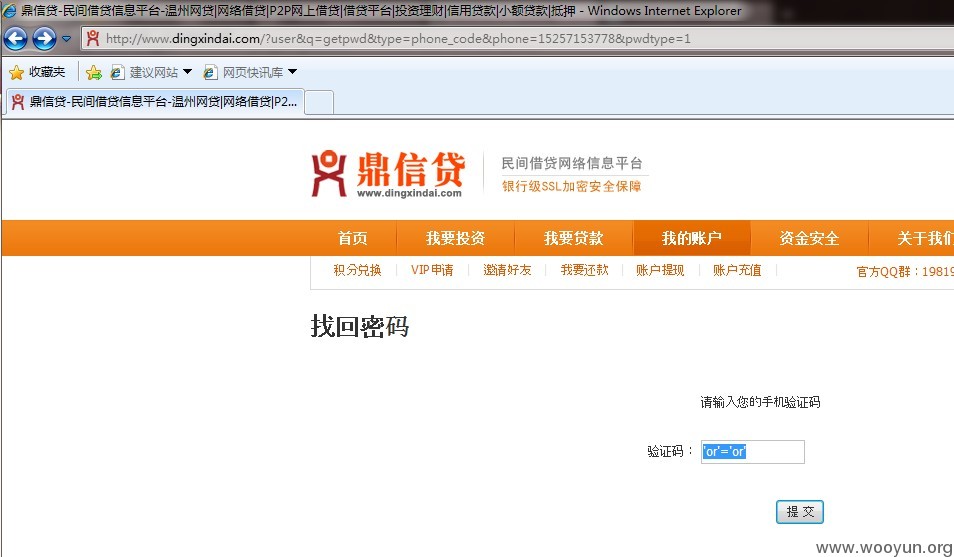 鼎信贷-民间借贷信息平台-温州网贷|网络借贷|P2P网上借贷|借贷平台|投资理财|信用贷款|小额贷款|抵押 - Windows Internet Explorer
http://www.dingxindai.com/?user&q=getpwd&type=phone_code&phone=15257153778&pwdtype=1
收藏夹 建议网站 网页快讯库
鼎信贷-民间借贷信息平台-温州网贷|网络借贷|P2...
鼎信贷
www.dingxindai.com
民间借贷网络信息平台
银行级SSL加密安全保障
首页 我要投资 我要贷款 我的账户 资金安全 关于我们
积分兑换 VIP申请 邀请好友 我要还款 账户提现 账户充值 官方QQ群：19819
找回密码
请输入您的手机验证码
验证码： 'or'='or'
提 交
www.wooyun.org